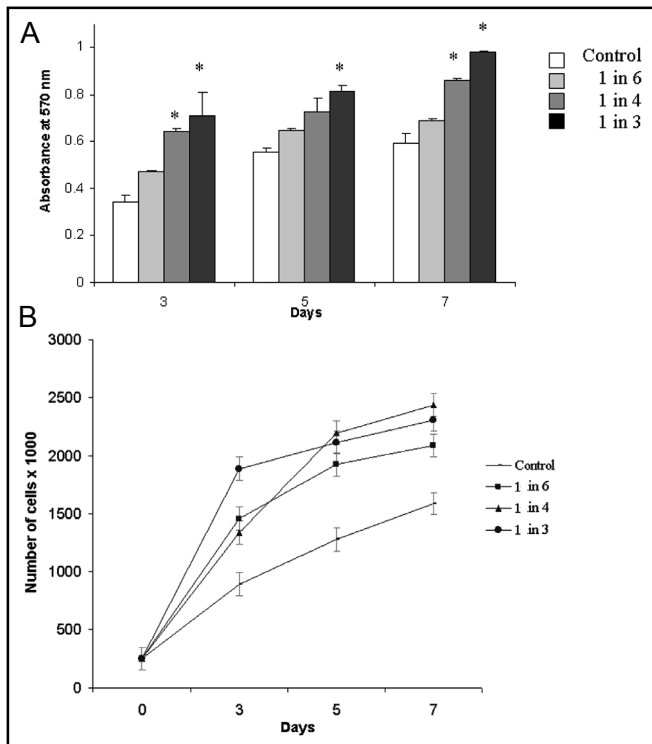 A
Absorbance at 570 nm
1
0.8
0.6
0.4
0.2
0
* * * * *
3 5 7
Days
Control
1 in 6
1 in 4
1 in 3
B
Number of cells x 1000
3000
2500
2000
1500
1000
500
0
0 3 5 7
Days
Control
1 in 6
1 in 4
1 in 3